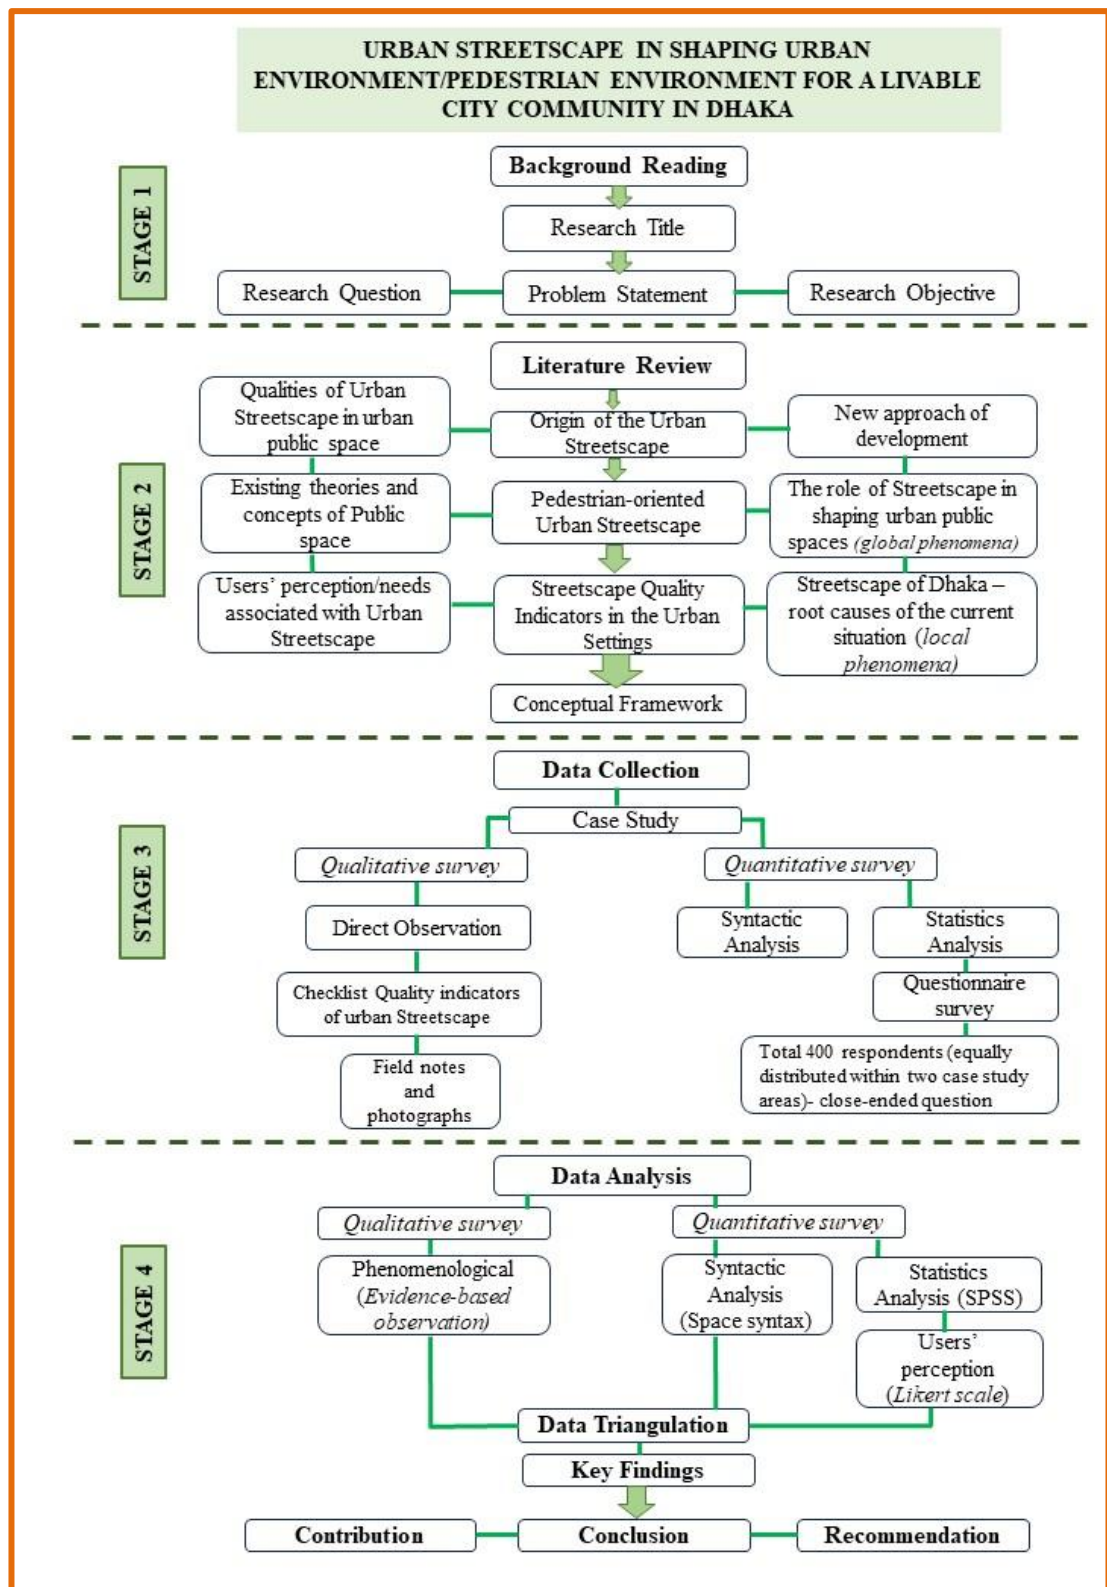 URBAN STREETSCAPE IN SHAPING URBAN
ENVIRONMENT/PEDESTRIAN ENVIRONMENT FOR A LIVABLE
CITY COMMUNITY IN DHAKA
STAGE 1
Background Reading
Research Title
Research Question
Problem Statement
Research Objective
STAGE 2
Literature Review
Qualities of Urban
Streetscape in urban
public space
Origin of the Urban
Streetscape
New approach of
development
Existing theories and
concepts of Public
space
Pedestrian-oriented
Urban Streetscape
The role of Streetscape in
shaping urban public
spaces (global phenomena)
Users' perception/needs
associated with Urban
Streetscape
Streetscape Quality
Indicators in the Urban
Settings
Streetscape of Dhaka –
root causes of the current
situation (local
phenomena)
Conceptual Framework
STAGE 3
Data Collection
Case Study
Qualitative survey
Quantitative survey
Direct Observation
Syntactic
Analysis
Statistics
Analysis
Checklist Quality indicators
of urban Streetscape
Questionnaire
survey
Field notes
and
photographs
Total 400 respondents (equally
distributed within two case study
areas)- close-ended question
STAGE 4
Data Analysis
Qualitative survey
Quantitative survey
Phenomenological
(Evidence-based
observation)
Syntactic
Analysis
(Space syntax)
Statistics
Analysis (SPSS)
Users'
perception
(Likert scale)
Data Triangulation
Key Findings
Contribution
Conclusion
Recommendation